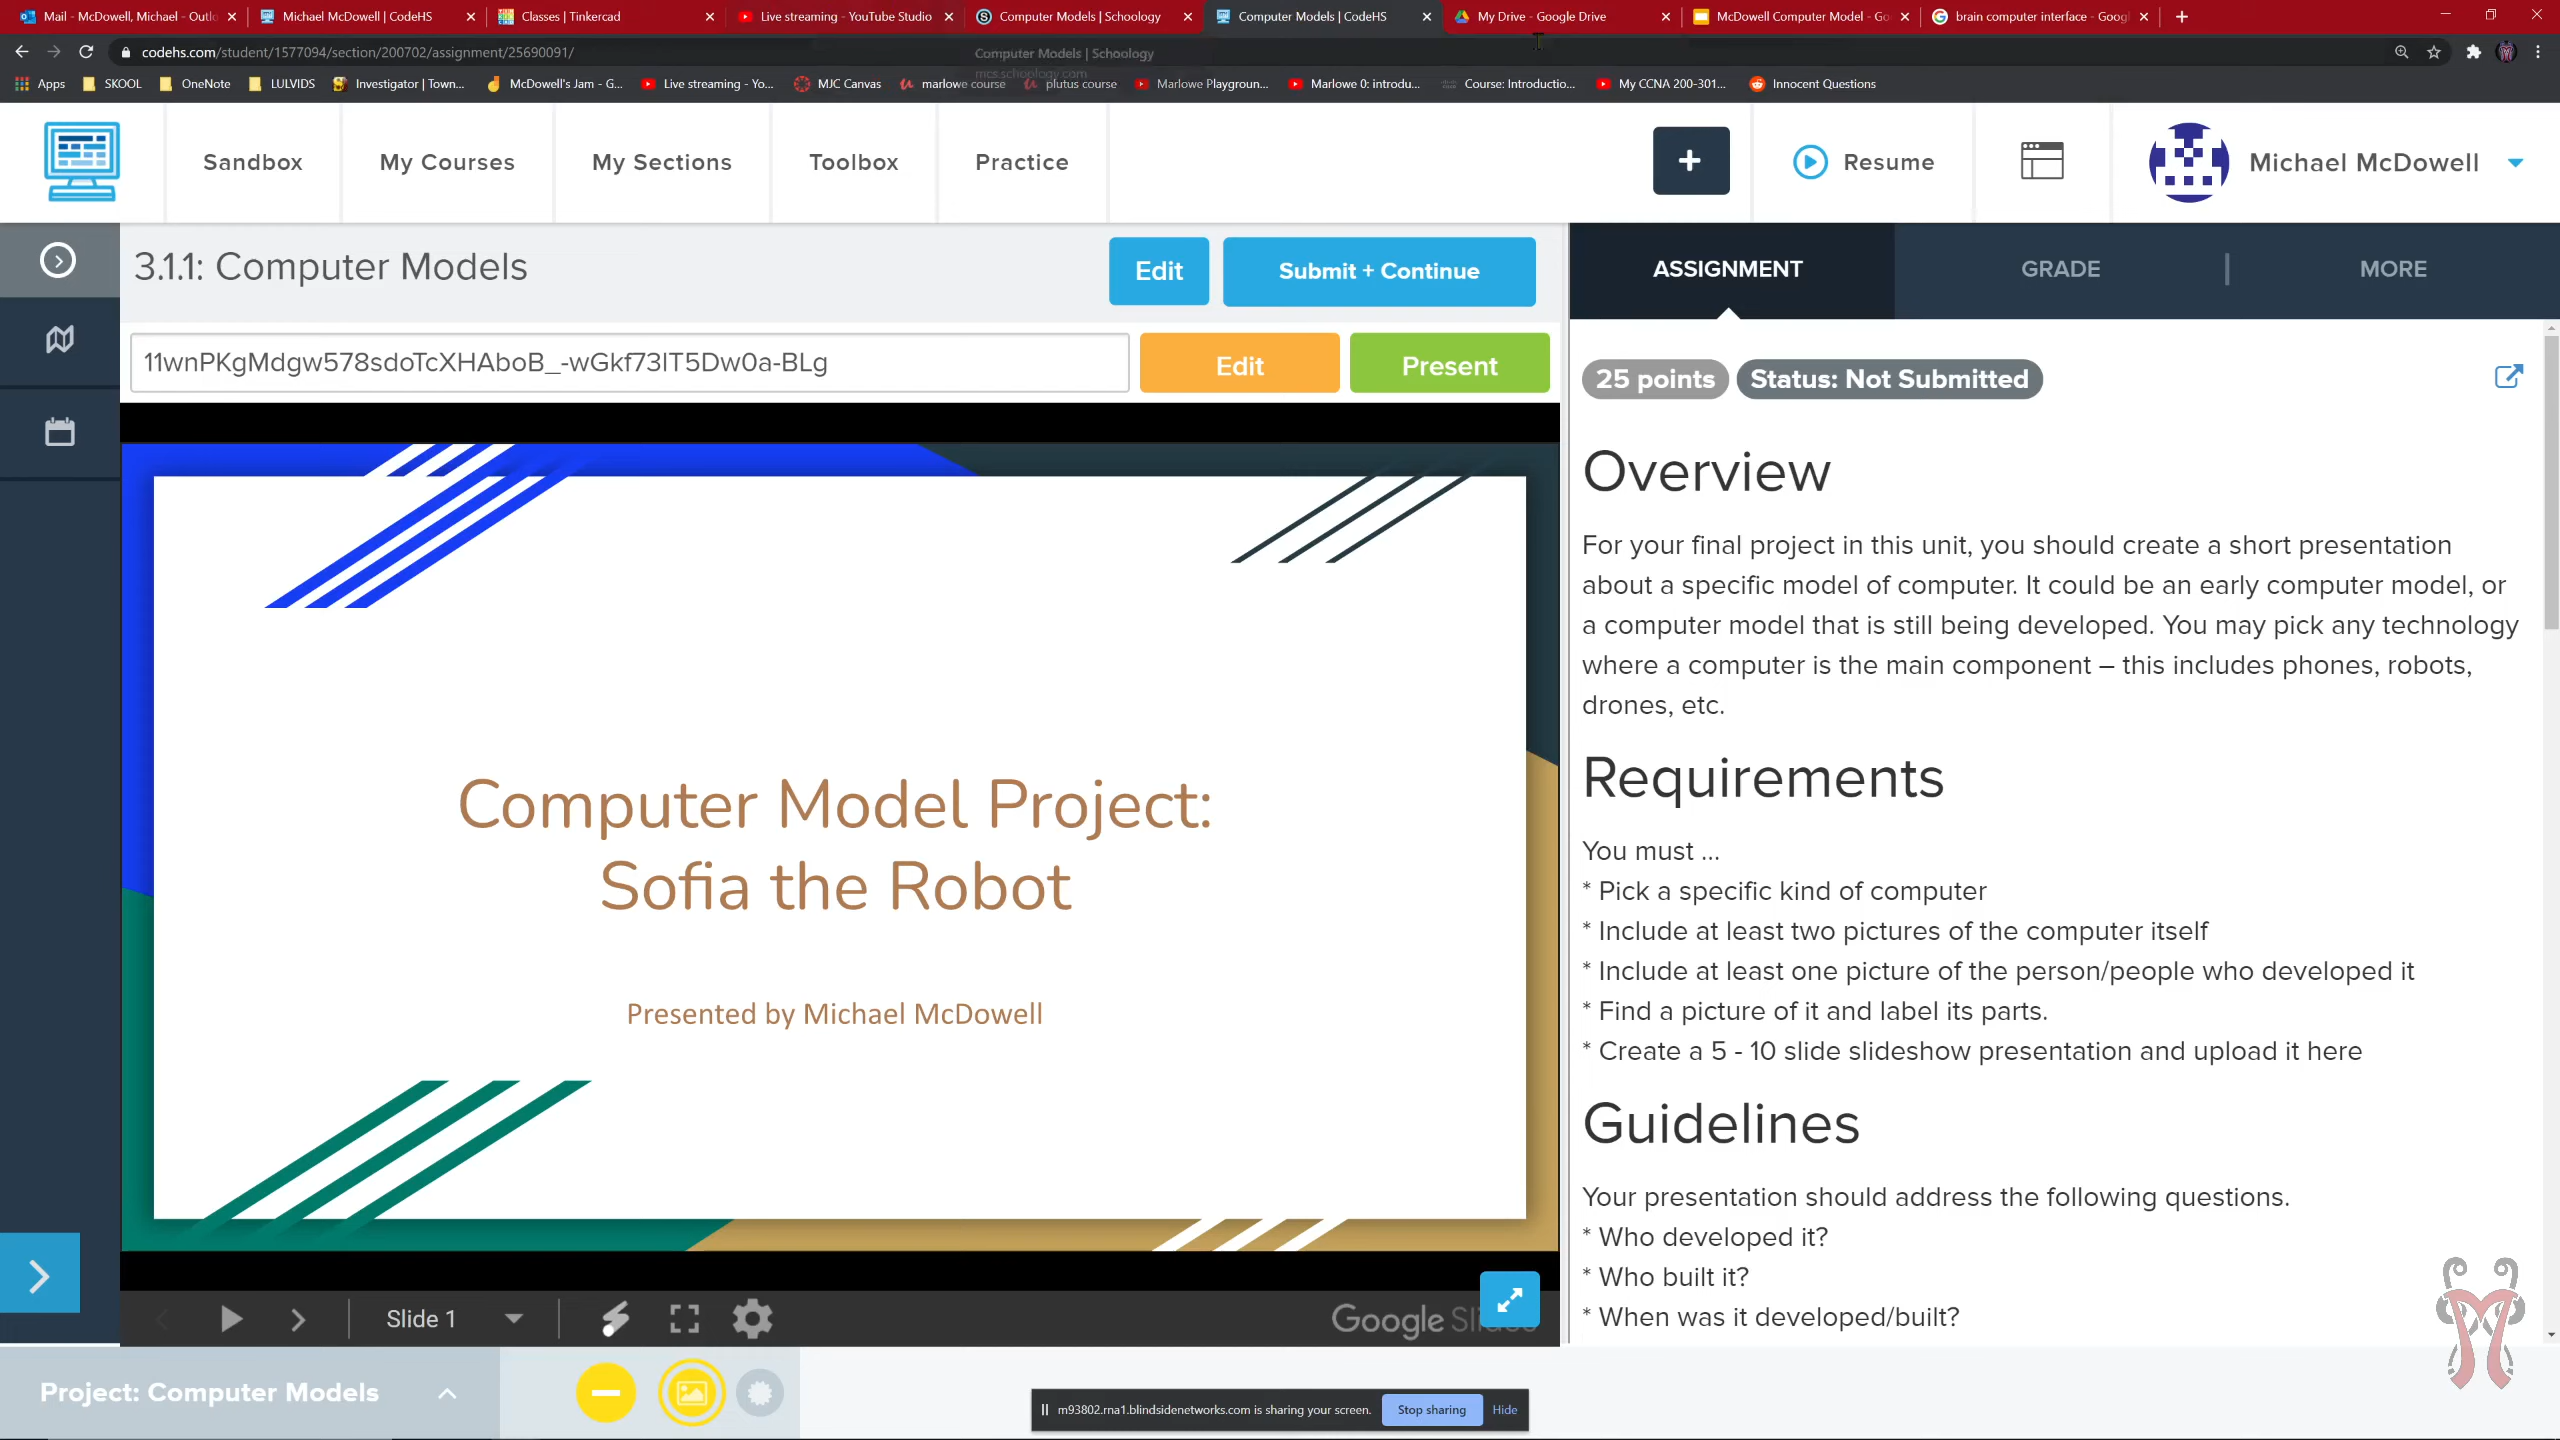 Mail - McDowell, Michael - Outlo
Michael McDowell | CodeHS
Classes | Tinkercad
Live streaming - YouTube Studio
Computer Models | Schoology
Computer Models | CodeHS
My Drive - Google Drive
McDowell Computer Model - Go
brain computer interface - Goog
codehs.com/student/1577094/section/200702/assignment/25690091/
Computer Models | Schoology
mcs.schoology.com
Apps
SKOOL
OneNote
LULVIDS
Investigator | Town...
McDowell's Jam - G...
Live streaming - Yo...
MJC Canvas
marlowe course
plutus course
Marlowe Playgroun...
Marlowe 0: introdu...
Course: Introductio...
My CCNA 200-301...
Innocent Questions
Sandbox
My Courses
My Sections
Toolbox
Practice
+
Resume
Michael McDowell
3.1.1: Computer Models
Edit
Submit + Continue
11wnPKgMdgw578sdoTcXHAboB_-wGkf73lT5Dw0a-BLg
Edit
Present
Computer Model Project:
Sofia the Robot
Presented by Michael McDowell
Slide 1
Google
ASSIGNMENT
GRADE
MORE
25 points
Status: Not Submitted
Overview
For your final project in this unit, you should create a short presentation
about a specific model of computer. It could be an early computer model, or
a computer model that is still being developed. You may pick any technology
where a computer is the main component – this includes phones, robots,
drones, etc.
Requirements
You must ...
* Pick a specific kind of computer
* Include at least two pictures of the computer itself
* Include at least one picture of the person/people who developed it
* Find a picture of it and label its parts.
* Create a 5 - 10 slide slideshow presentation and upload it here
Guidelines
Your presentation should address the following questions.
* Who developed it?
* Who built it?
* When was it developed/built?
Project: Computer Models
m93802.rna1.blindsidenetworks.com is sharing your screen.
Stop sharing
Hide